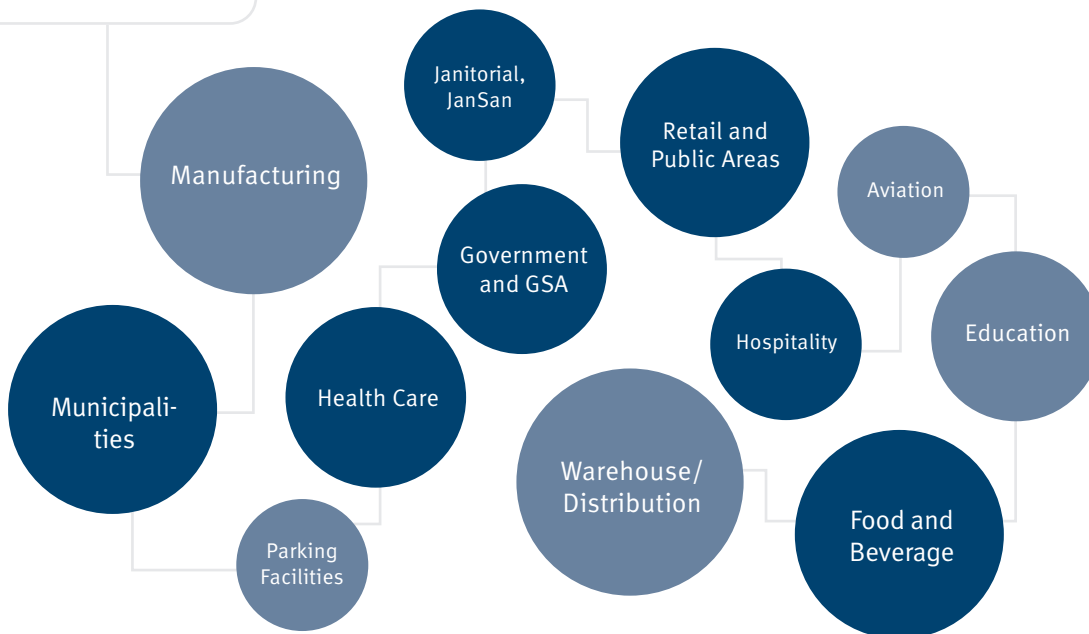 Janitorial,
JanSan
Retail and
Public Areas
Manufacturing
Aviation
Government
and GSA
Education
Hospitality
Health Care
Municipali-
ties
Warehouse/
Distribution
Food and
Beverage
Parking
Facilities